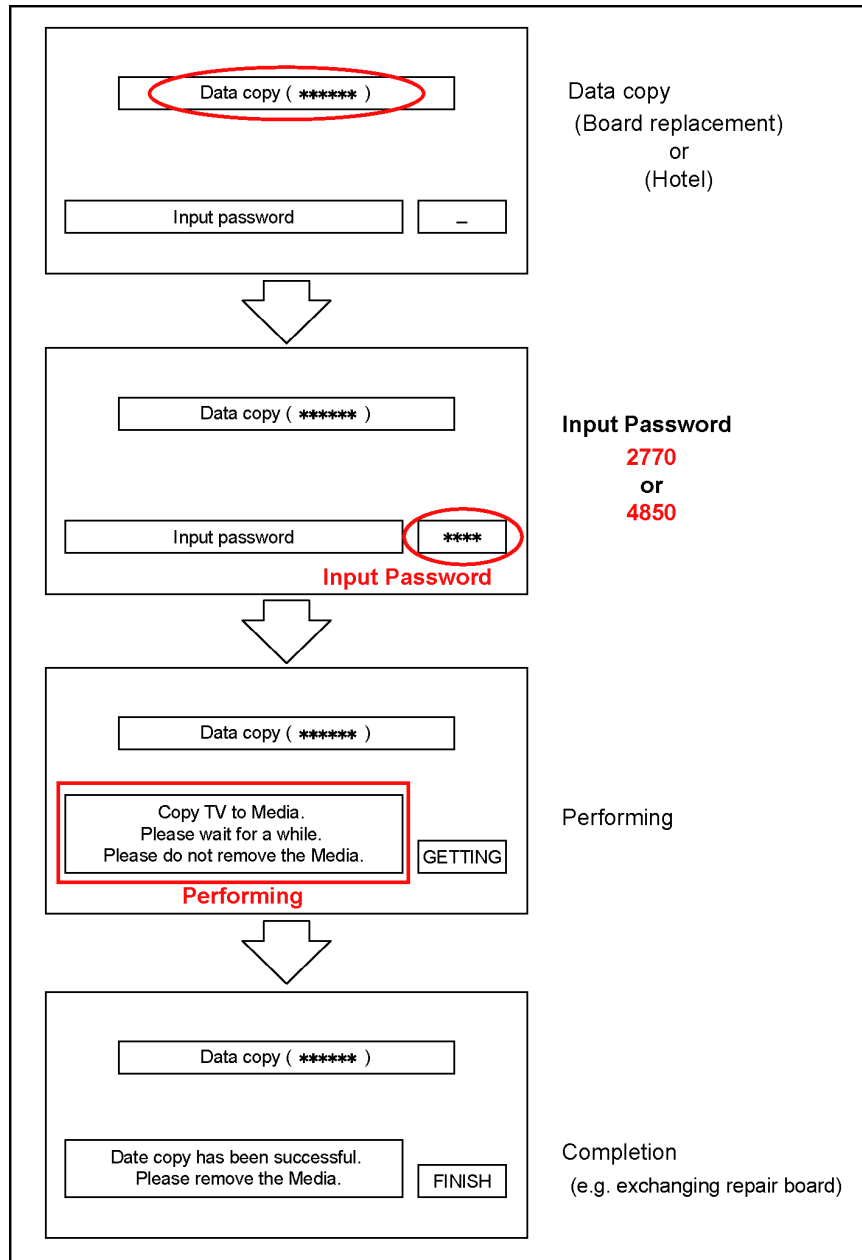 Data copy ( ****** )
Data copy
(Board replacement)
or
(Hotel)
Input password
_
Data copy ( ****** )
Input Password
2770
or
4850
Input password
****
Input Password
Data copy ( ****** )
Copy TV to Media.
Please wait for a while.
Please do not remove the Media.
GETTING
Performing
Performing
Data copy ( ****** )
Date copy has been successful.
Please remove the Media.
FINISH
Completion
(e.g. exchanging repair board)